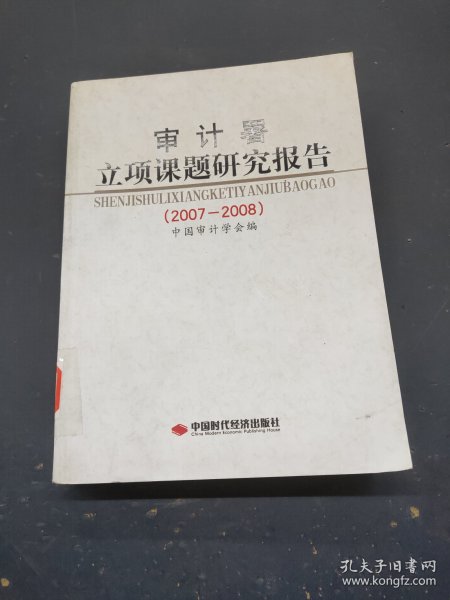 审计署
立项课题研究报告
SHENJISHULIXIANGKETIYANJIUBAOGAO
(2007—2008)
中国审计学会编
中国时代经济出版社
China Modern Economic Publishing House
孔夫子旧书网
www.kongfz.com